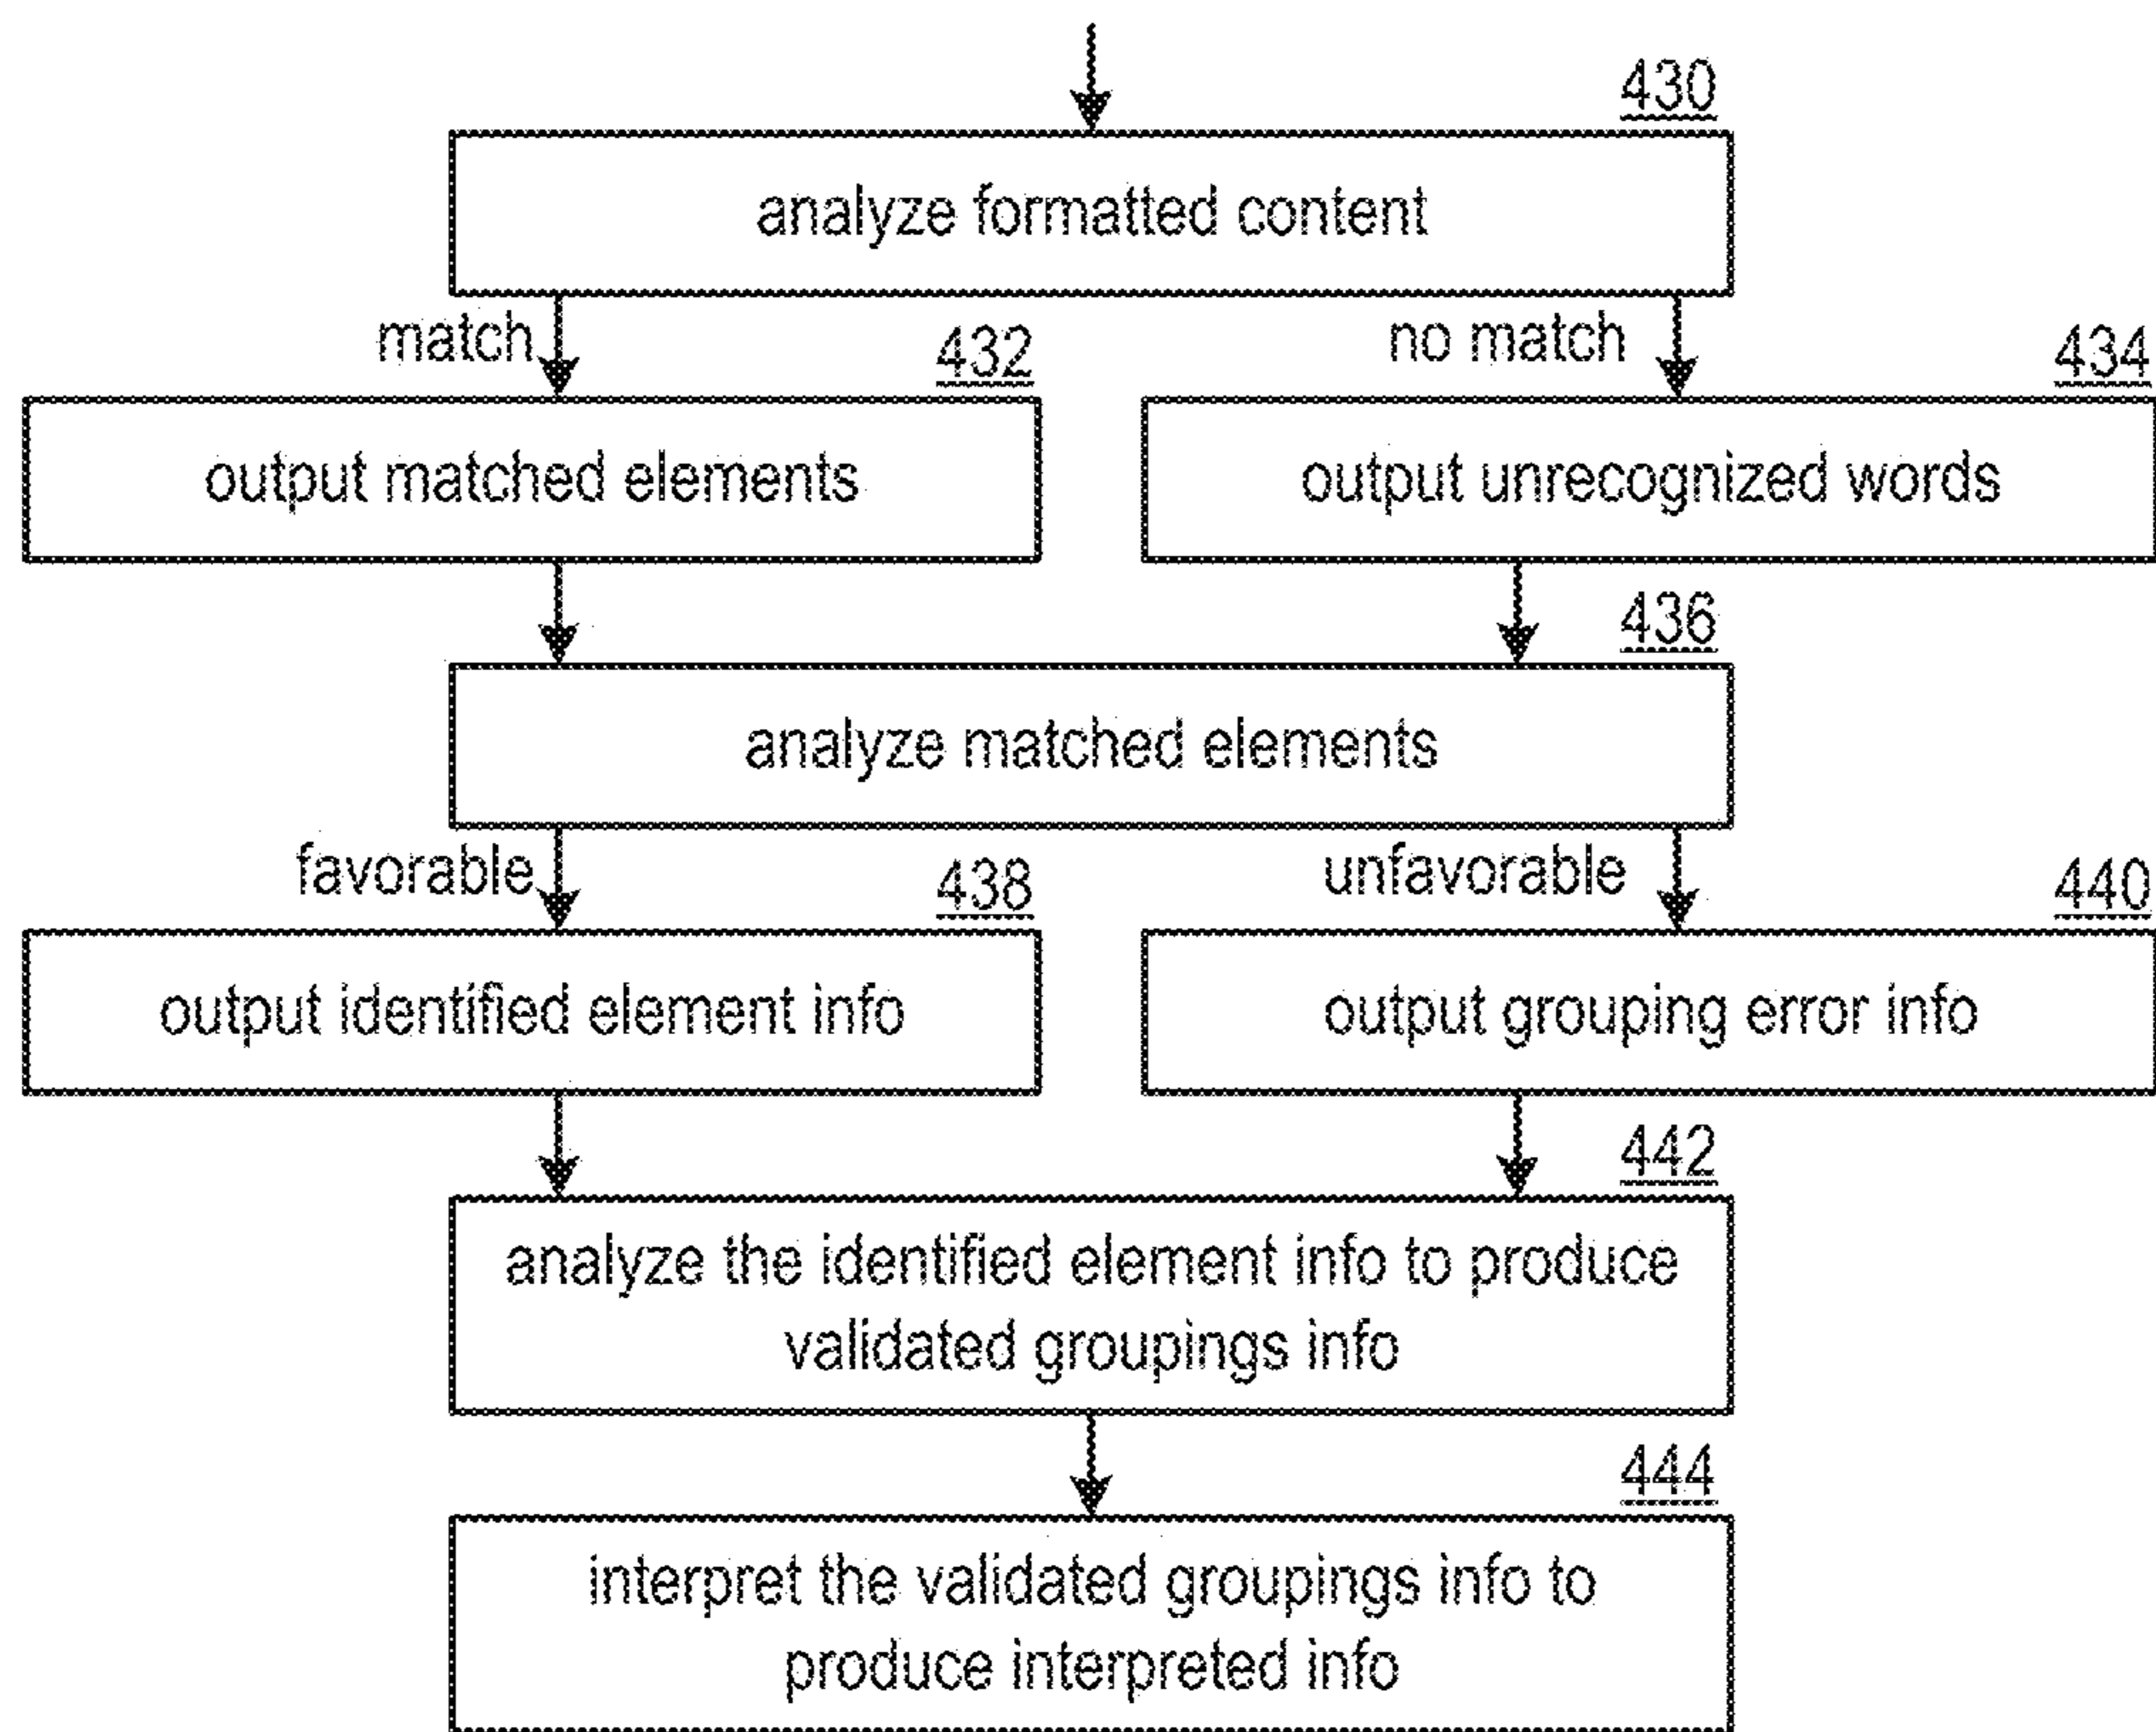 430
analyze formatted content
match
no match
432
434
output matched elements
output unrecognized words
436
analyze matched elements
favorable
unfavorable
438
440
output identified element info
output grouping error info
442
analyze the identified element info to produce
validated groupings info
444
interpret the validated groupings info to
produce interpreted info